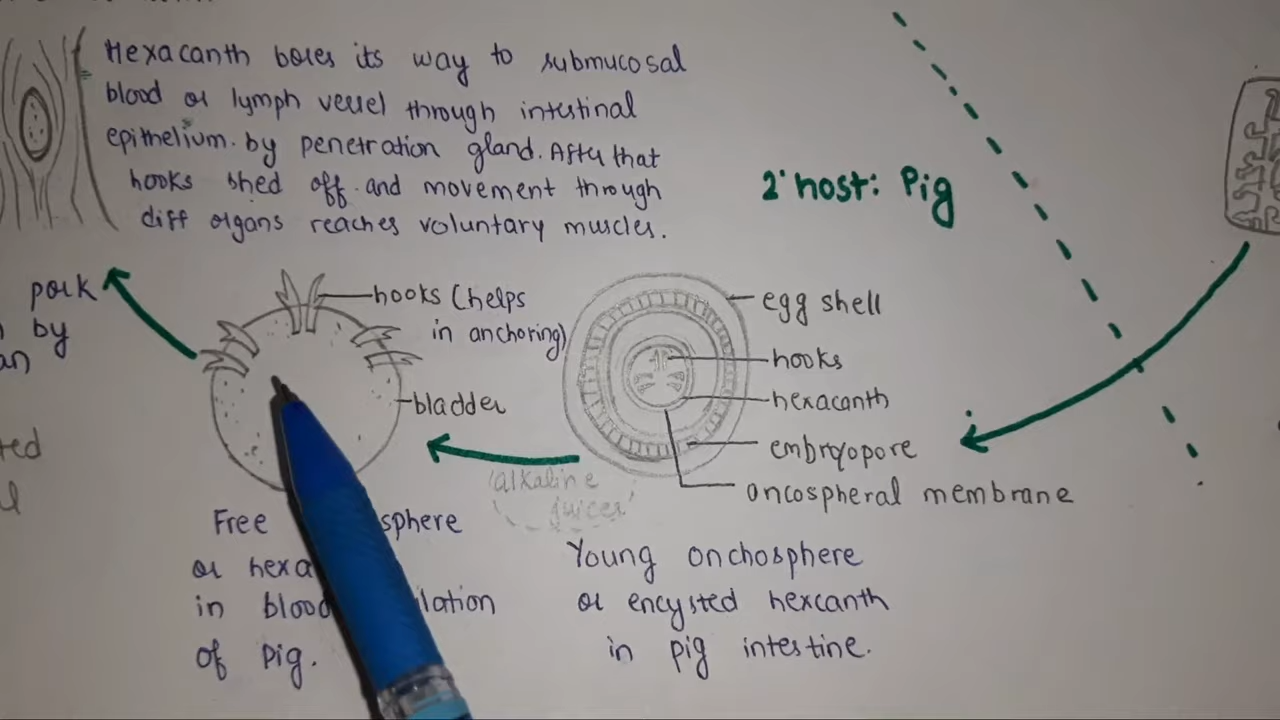 Hexacanth bores its way to submucosal
blood or lymph vessel through intestinal
epithelium. by penetration gland. After that
hooks shed off and movement through
diff organs reaches voluntary muscles.
2° host: Pig
pork
by
hooks (helps
in anchoring)
bladder
egg shell
hooks
hexacanth
embryopore
oncospheral membrane
'alkaline
juices'
Free sphere
or hexa
in blood
of pig.
Young onchosphere
or encysted hexcanth
in pig intestine.